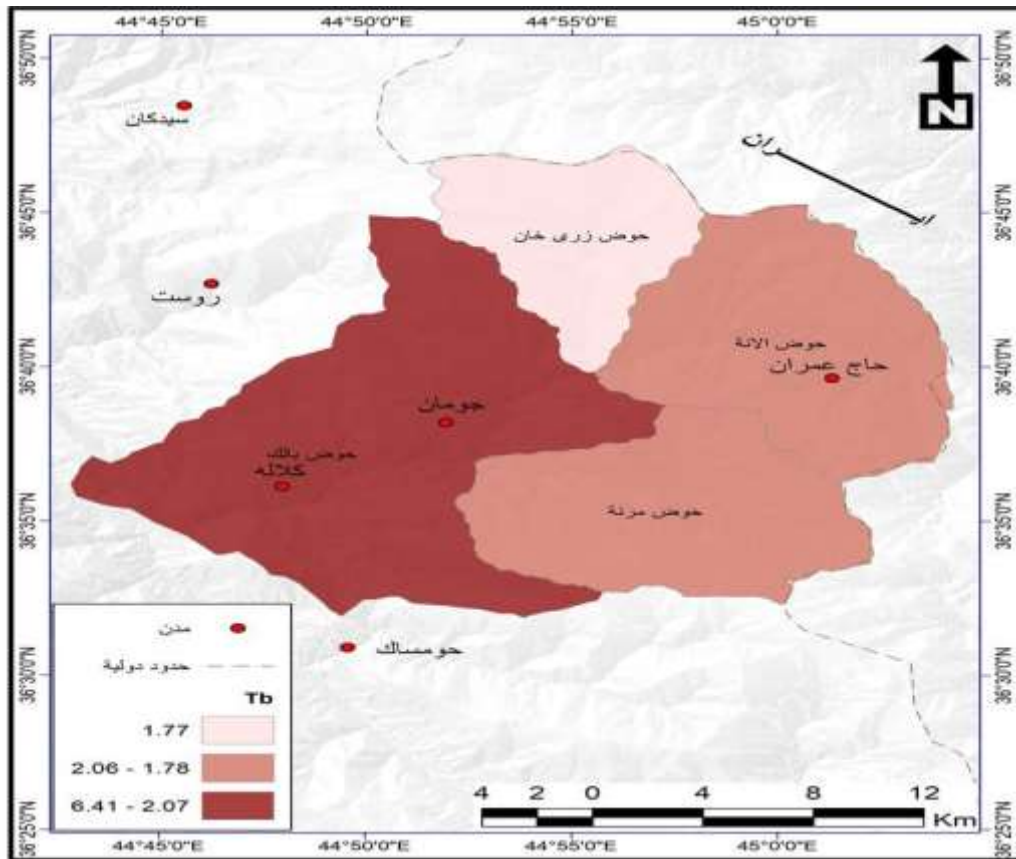 44°45'0"E 44°50'0"E 44°55'0"E 45°0'0"E
36°50'0"N
36°50'0"N
N
سيدكان
ايران
36°45'0"N
36°45'0"N
حوض زرى خان
روست
حوض الانة
حاج عمران
36°40'0"N
36°40'0"N
جومان
حوض بالك
كلاله
حوض مرنة
36°35'0"N
36°35'0"N
حومساك
36°30'0"N
36°30'0"N
مدن
حدود دولية
Tb
1.77
2.06 - 1.78
6.41 - 2.07
4 2 0 4 8 12
Km
36°25'0"N
36°25'0"N
44°45'0"E 44°50'0"E 44°55'0"E 45°0'0"E